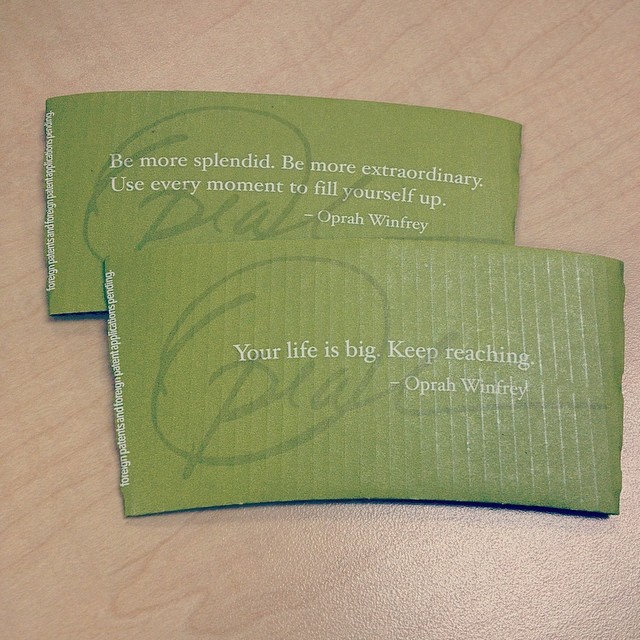 foreign patents and foreign patent applications pending.
Be more splendid. Be more extraordinary.
Use every moment to fill yourself up.
– Oprah Winfrey
foreign patents and foreign patent applications pending.
Your life is big. Keep reaching.
– Oprah Winfrey